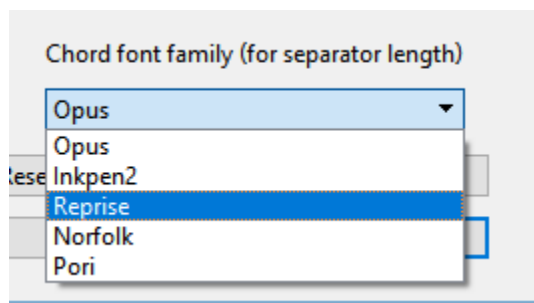 Chord font family (for separator length)
Opus
Opus
Inkpen2
Reprise
Norfolk
Pori